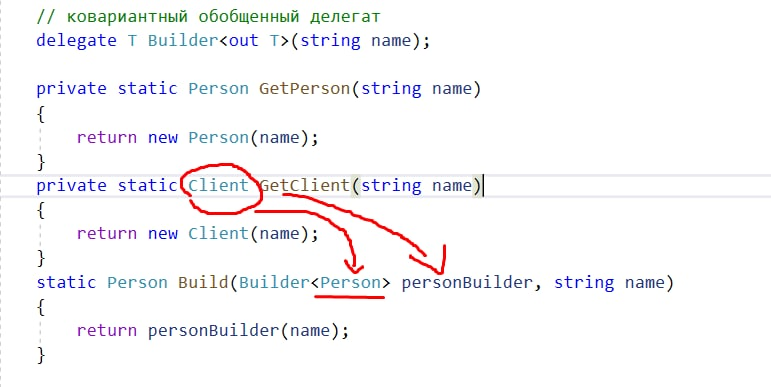 // ковариантный обобщенный делегат
delegate T Builder<out T>(string name);
private static Person GetPerson(string name)
{
return new Person(name);
}
private static Client GetClient(string name)
{
return new Client(name);
}
static Person Build(Builder<Person> personBuilder, string name)
{
return personBuilder(name);
}